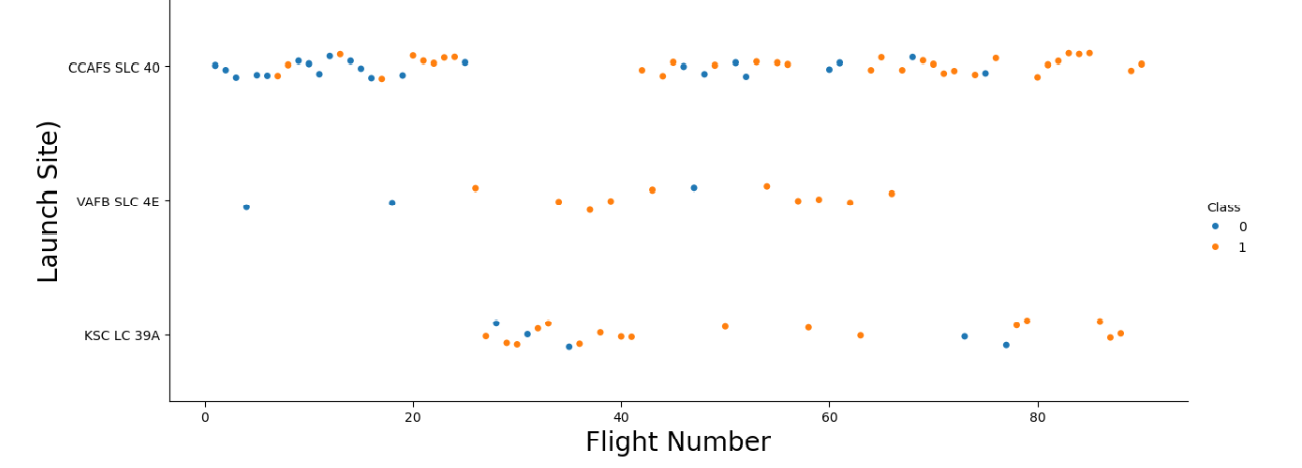 CCAFS SLC 40
VAFB SLC 4E
KSC LC 39A
Launch Site)
0 20 40 60 80
Flight Number
Class
0
1